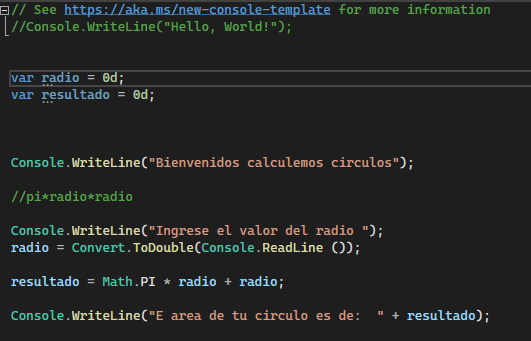 // See https://aka.ms/new-console-template for more information
//Console.WriteLine("Hello, World!");
var radio = 0d;
var resultado = 0d;
Console.WriteLine("Bienvenidos calculemos circulos");
//pi*radio*radio
Console.WriteLine("Ingrese el valor del radio ");
radio = Convert.ToDouble(Console.ReadLine ());
resultado = Math.PI * radio + radio;
Console.WriteLine("E area de tu circulo es de:  " + resultado);